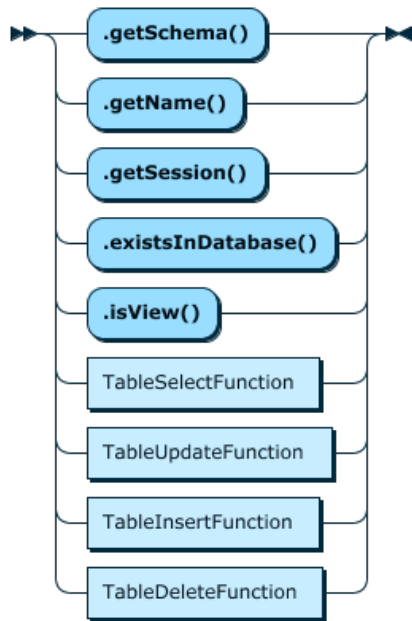 .getSchema()
.getName()
.getSession()
.existsInDatabase()
.isView()
TableSelectFunction
TableUpdateFunction
TableInsertFunction
TableDeleteFunction